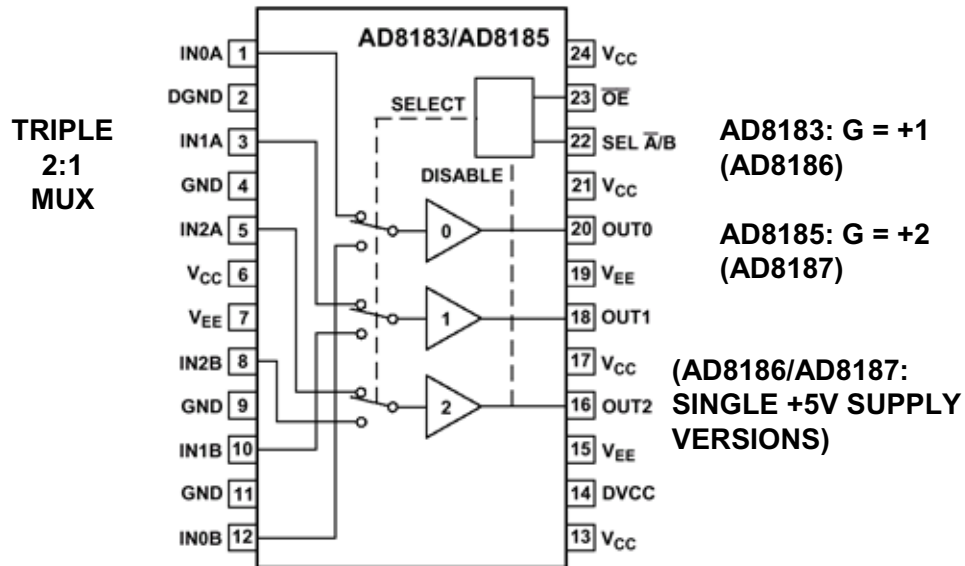 TRIPLE
2:1
MUX
AD8183/AD8185
IN0A 1
DGND 2
IN1A 3
GND 4
IN2A 5
VCC 6
VEE 7
IN2B 8
GND 9
IN1B 10
GND 11
IN0B 12
SELECT
DISABLE
0
1
2
24 VCC
23 OE
22 SEL A/B
21 VCC
20 OUT0
19 VEE
18 OUT1
17 VCC
16 OUT2
15 VEE
14 DVCC
13 VCC
AD8183: G = +1
(AD8186)
AD8185: G = +2
(AD8187)
(AD8186/AD8187:
SINGLE +5V SUPPLY
VERSIONS)